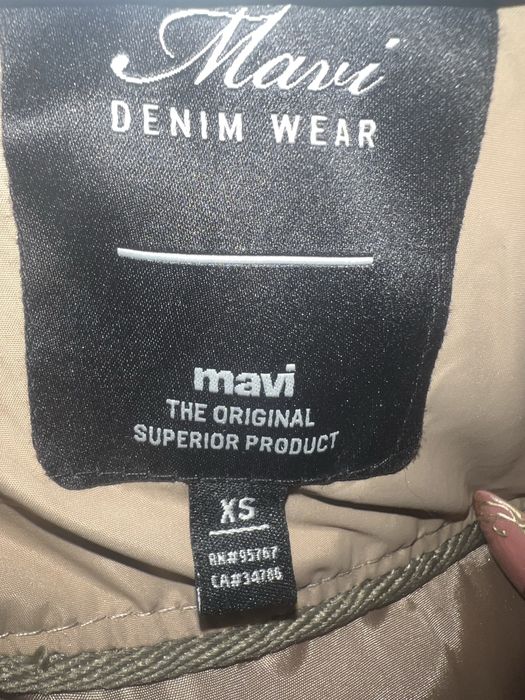 Mavi
DENIM WEAR
mavi
THE ORIGINAL
SUPERIOR PRODUCT
XS
RN#95767
CA#34786